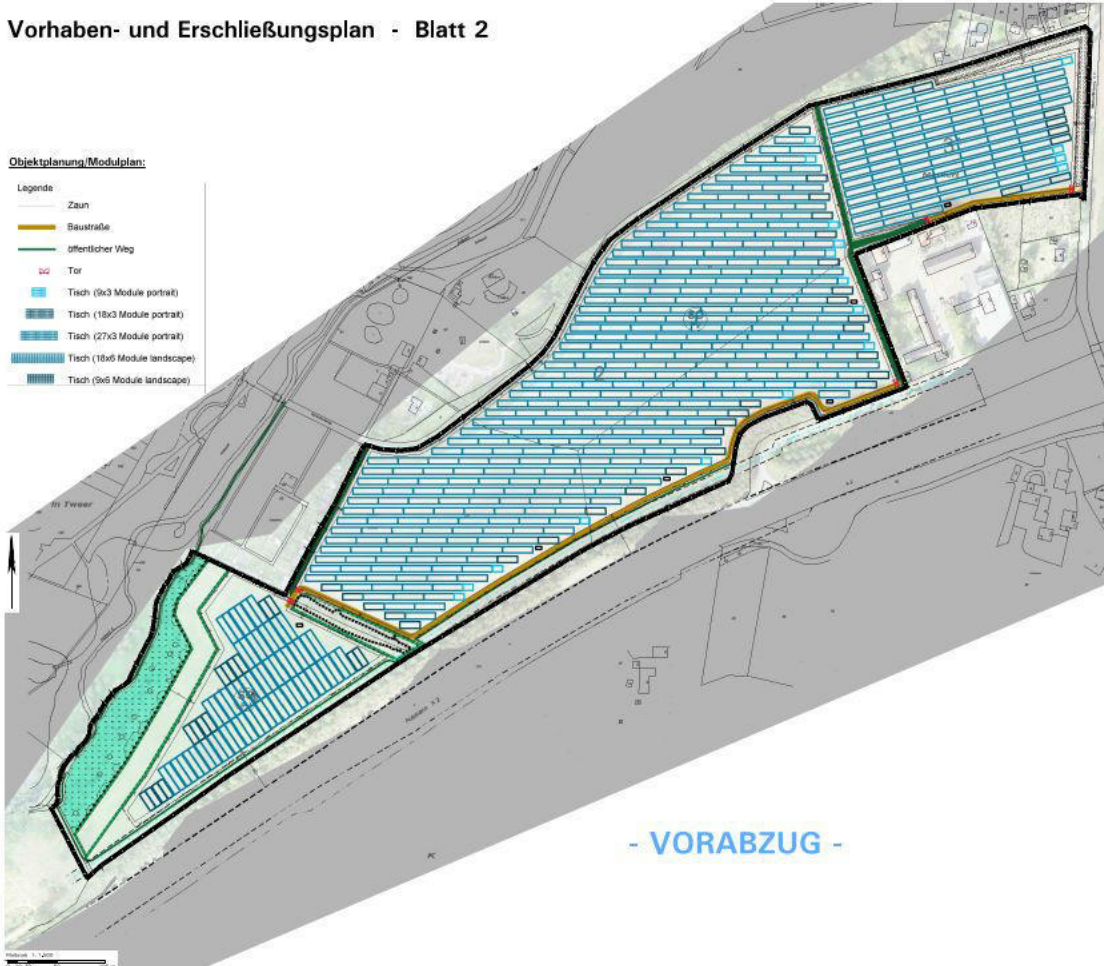 Vorhaben- und Erschließungsplan - Blatt 2
Objektplanung/Modulplan:
Legende
Zaun
Baustraße
öffentlicher Weg
Tor
Tisch (9x3 Module portrait)
Tisch (18x3 Module portrait)
Tisch (27x3 Module portrait)
Tisch (18x6 Module landscape)
Tisch (9x6 Module landscape)
In Tweer
- VORABZUG -